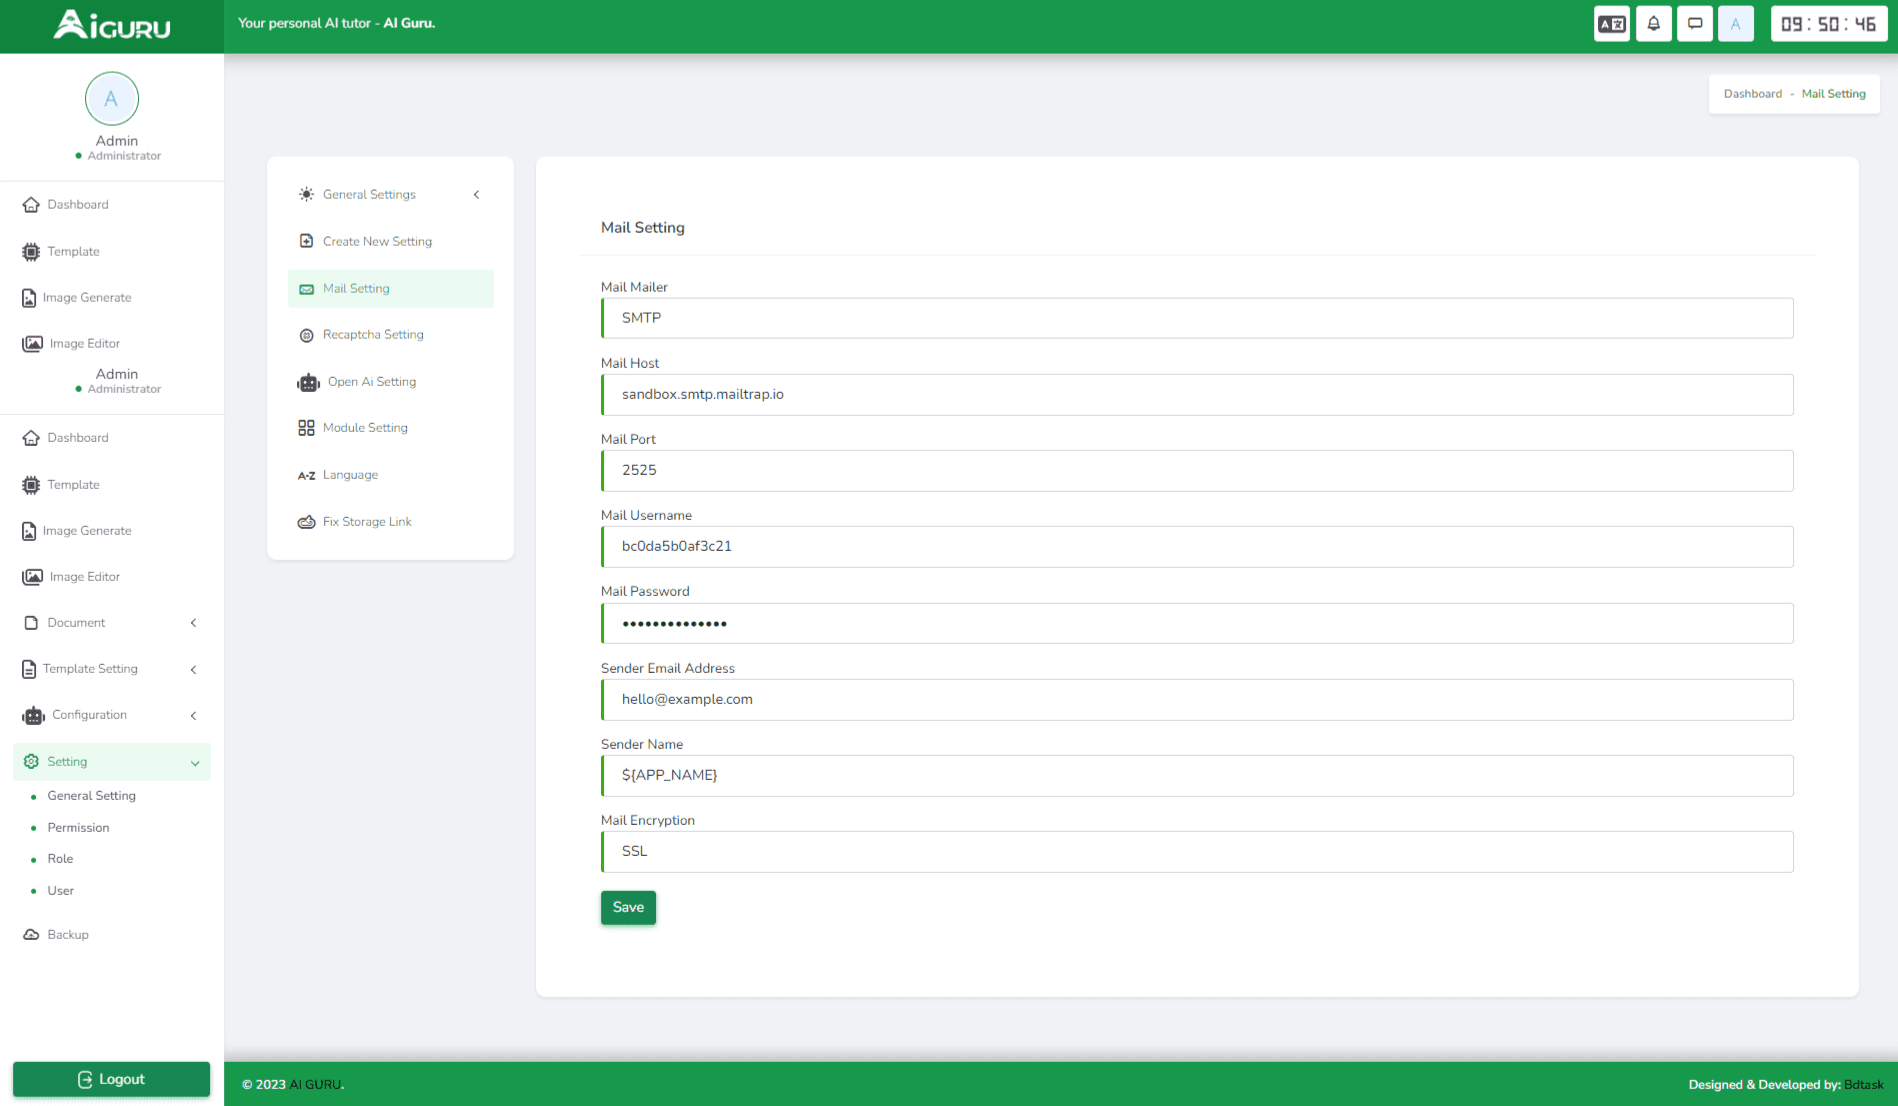 AiGURU
Your personal AI tutor - AI Guru.
A
09:50:46
Dashboard - Mail Setting
A
Admin
Administrator
Dashboard
Template
Image Generate
Image Editor
Admin
Administrator
Dashboard
Template
Image Generate
Image Editor
Document
Template Setting
Configuration
Setting
General Setting
Permission
Role
User
Backup
Logout
General Settings
Create New Setting
Mail Setting
Recaptcha Setting
Open Ai Setting
Module Setting
A-Z Language
Fix Storage Link
Mail Setting
Mail Mailer
SMTP
Mail Host
sandbox.smtp.mailtrap.io
Mail Port
2525
Mail Username
bc0da5b0af3c21
Mail Password
••••••••••••••
Sender Email Address
hello@example.com
Sender Name
${APP_NAME}
Mail Encryption
SSL
Save
© 2023 AI GURU.
Designed & Developed by: Bdtask